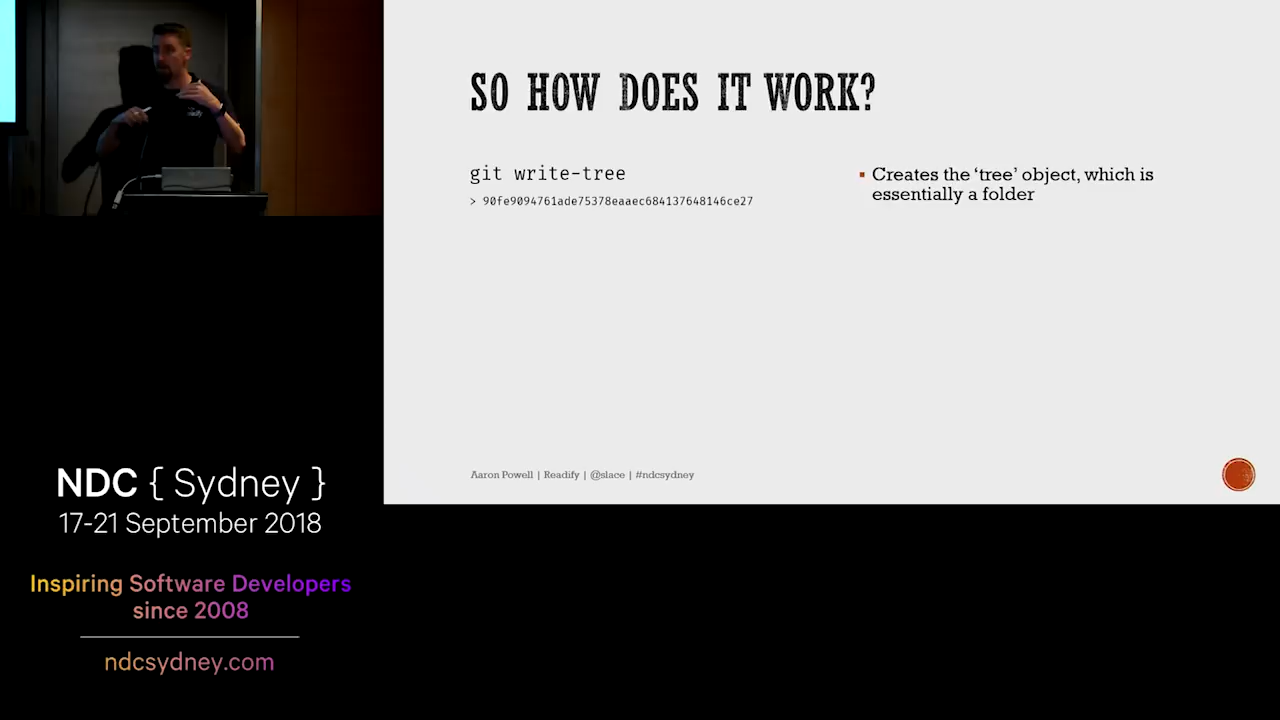 SO HOW DOES IT WORK?
git write-tree
> 90fe9094761ade75378eaaec684137648146ce27
▪ Creates the ‘tree’ object, which is
essentially a folder
Aaron Powell | Readify | @slace | #ndcsydney
NDC { Sydney }
17-21 September 2018
Inspiring Software Developers
since 2008
ndcsydney.com